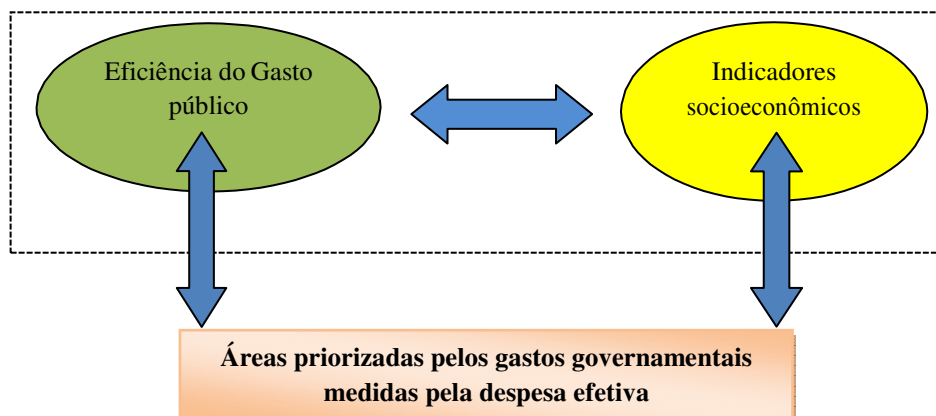 Eficiência do Gasto
público
Indicadores
socioeconômicos
Áreas priorizadas pelos gastos governamentais
medidas pela despesa efetiva